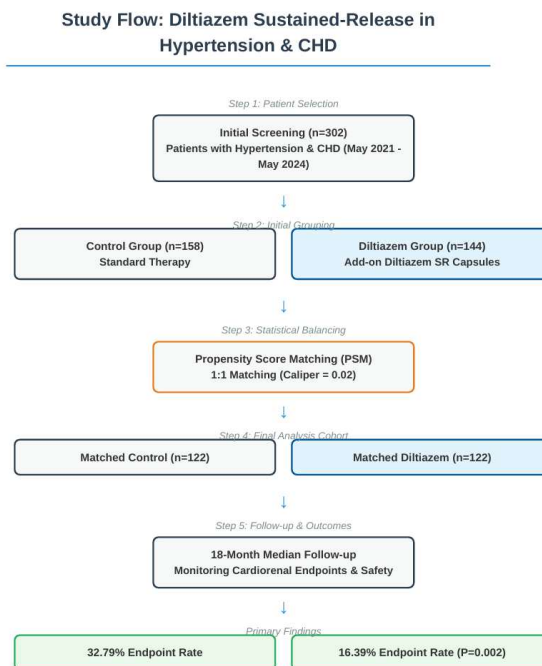 Study Flow: Diltiazem Sustained-Release in
Hypertension & CHD
Step 1: Patient Selection
Initial Screening (n=302)
Patients with Hypertension & CHD (May 2021 -
May 2024)
↓
Step 2: Initial Grouping
Control Group (n=158)
Standard Therapy
Diltiazem Group (n=144)
Add-on Diltiazem SR Capsules
↓
Step 3: Statistical Balancing
Propensity Score Matching (PSM)
1:1 Matching (Caliper = 0.02)
↓
Step 4: Final Analysis Cohort
Matched Control (n=122)
Matched Diltiazem (n=122)
↓
Step 5: Follow-up & Outcomes
18-Month Median Follow-up
Monitoring Cardiorenal Endpoints & Safety
↓
Primary Findings
32.79% Endpoint Rate
16.39% Endpoint Rate (P=0.002)